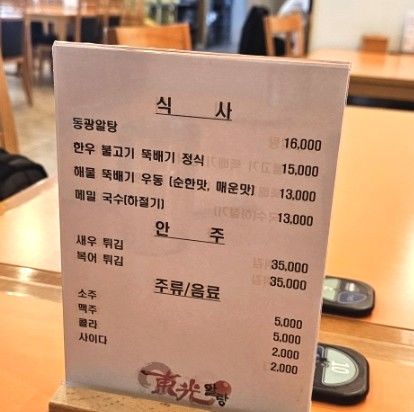 식 사
동광알탕 16,000
한우 불고기 뚝배기 정식 15,000
해물 뚝배기 우동 (순한맛, 매운맛) 13,000
메밀 국수(하절기) 13,000
안 주
새우 튀김 35,000
복어 튀김 35,000
주류/음료
소주 5,000
맥주 5,000
콜라 2,000
사이다 2,000
東光 알탕